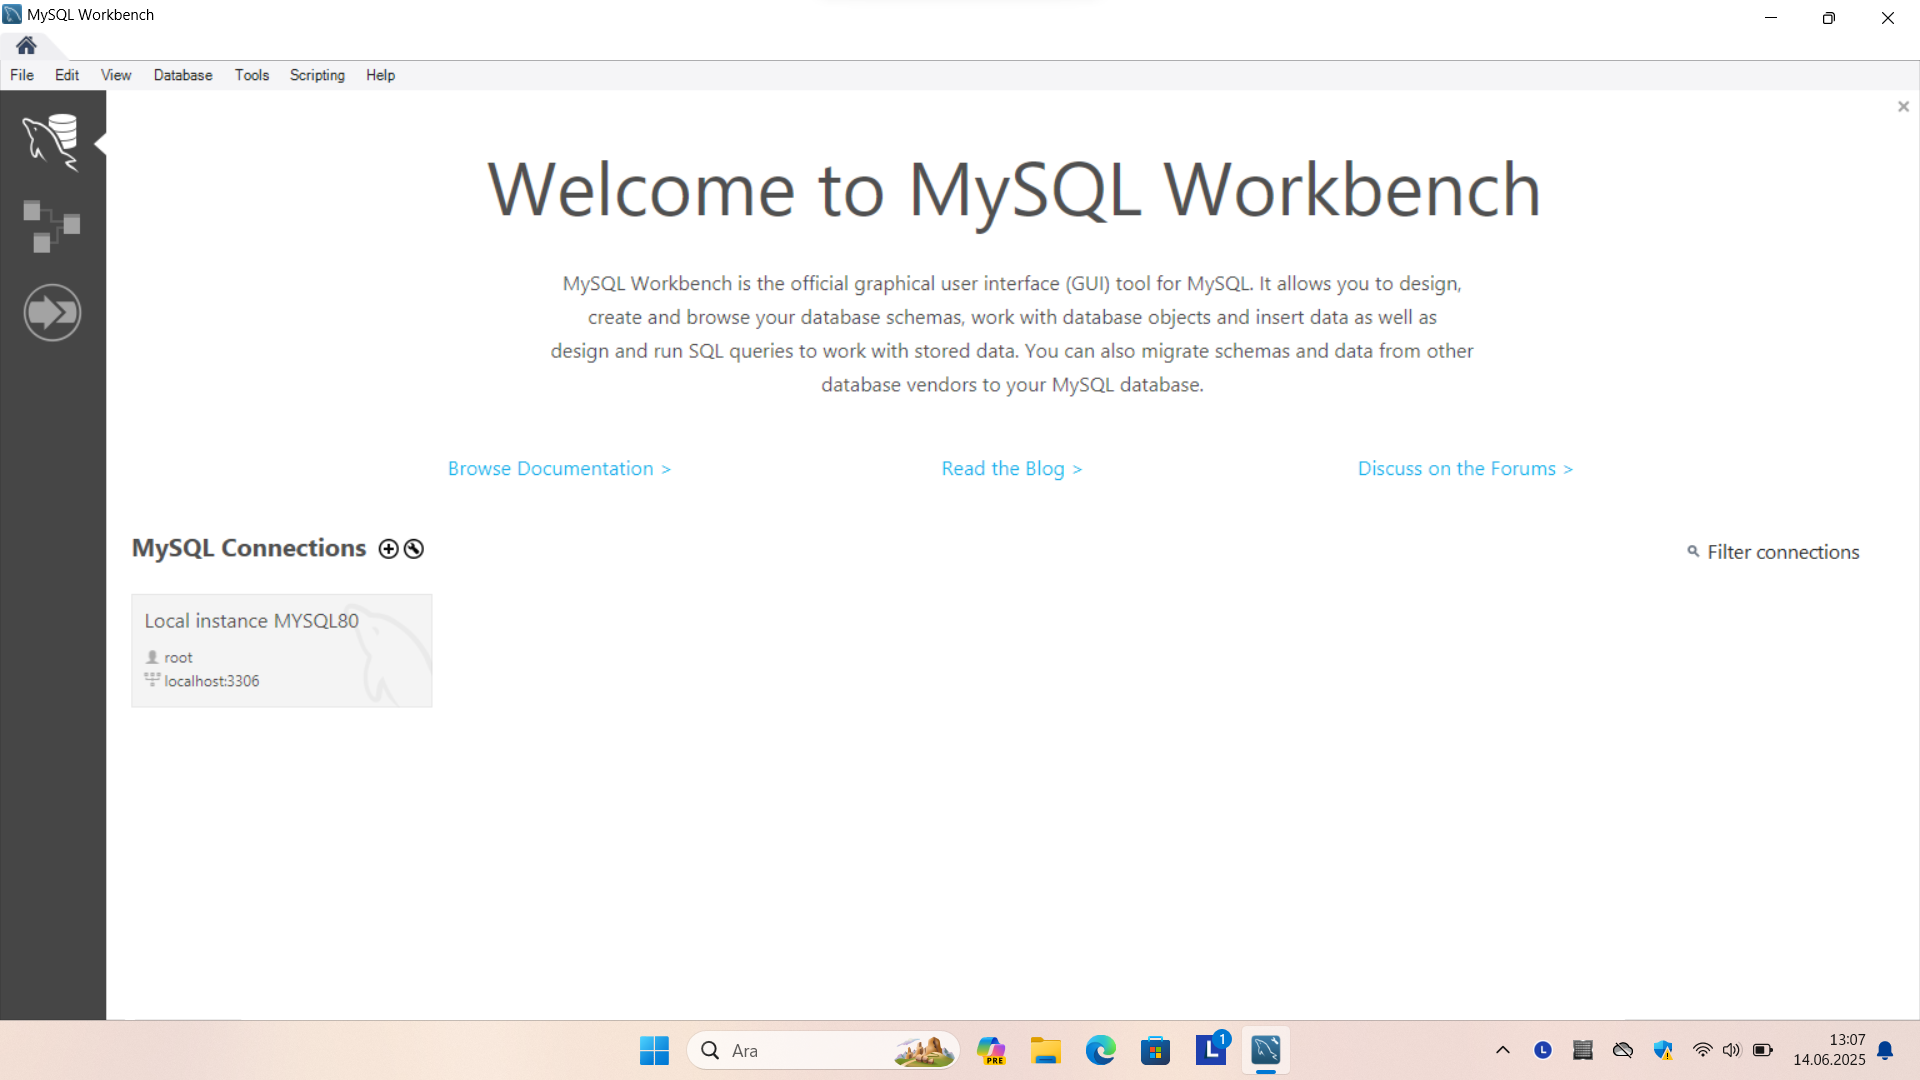 MySQL Workbench
File Edit View Database Tools Scripting Help
Welcome to MySQL Workbench
MySQL Workbench is the official graphical user interface (GUI) tool for MySQL. It allows you to design,
create and browse your database schemas, work with database objects and insert data as well as
design and run SQL queries to work with stored data. You can also migrate schemas and data from other
database vendors to your MySQL database.
Browse Documentation > Read the Blog > Discuss on the Forums >
MySQL Connections
Filter connections
Local instance MYSQL80
root
localhost:3306
Ara
PRE
L
1
L
13:07
14.06.2025